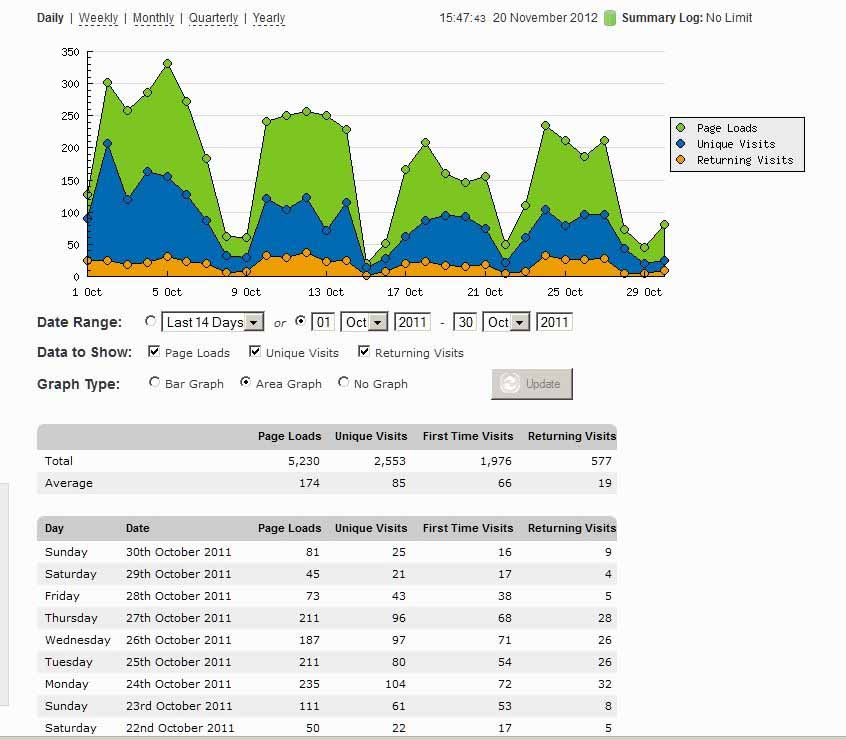 Daily | Weekly | Monthly | Quarterly | Yearly 15:47:43 20 November 2012 Summary Log: No Limit
350
300
250
200
150
100
50
0
Page Loads
Unique Visits
Returning Visits
1 Oct 5 Oct 9 Oct 13 Oct 17 Oct 21 Oct 25 Oct 29 Oct
Date Range: Last 14 Days or 01 Oct 2011 - 30 Oct 2011
Data to Show: Page Loads Unique Visits Returning Visits
Graph Type: Bar Graph Area Graph No Graph Update
Page Loads Unique Visits First Time Visits Returning Visits
Total 5,230 2,553 1,976 577
Average 174 85 66 19
Day Date Page Loads Unique Visits First Time Visits Returning Visits
Sunday 30th October 2011 81 25 16 9
Saturday 29th October 2011 45 21 17 4
Friday 28th October 2011 73 43 38 5
Thursday 27th October 2011 211 96 68 28
Wednesday 26th October 2011 187 97 71 26
Tuesday 25th October 2011 211 80 54 26
Monday 24th October 2011 235 104 72 32
Sunday 23rd October 2011 111 61 53 8
Saturday 22nd October 2011 50 22 17 5